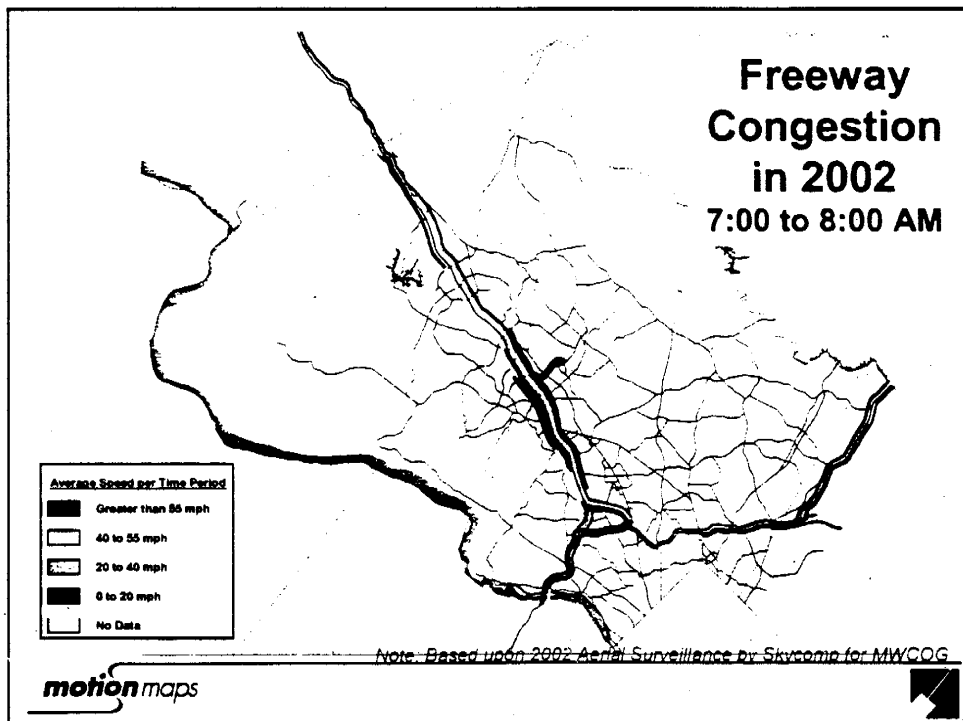 Freeway
Congestion
in 2002
7:00 to 8:00 AM
Average Speed per Time Period
Greater than 55 mph
40 to 55 mph
20 to 40 mph
0 to 20 mph
No Data
Note: Based upon 2002 Aerial Surveillance by Skycomp for MWCOG
motionmaps